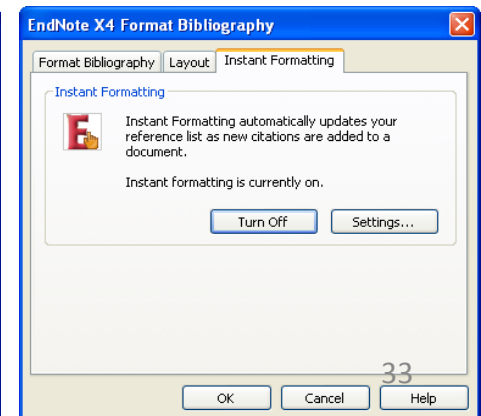 EndNote X4 Format Bibliography
Format Bibliography Layout Instant Formatting
Instant Formatting
Instant Formatting automatically updates your
reference list as new citations are added to a
document.
Instant formatting is currently on.
Turn Off Settings...
33
OK Cancel Help